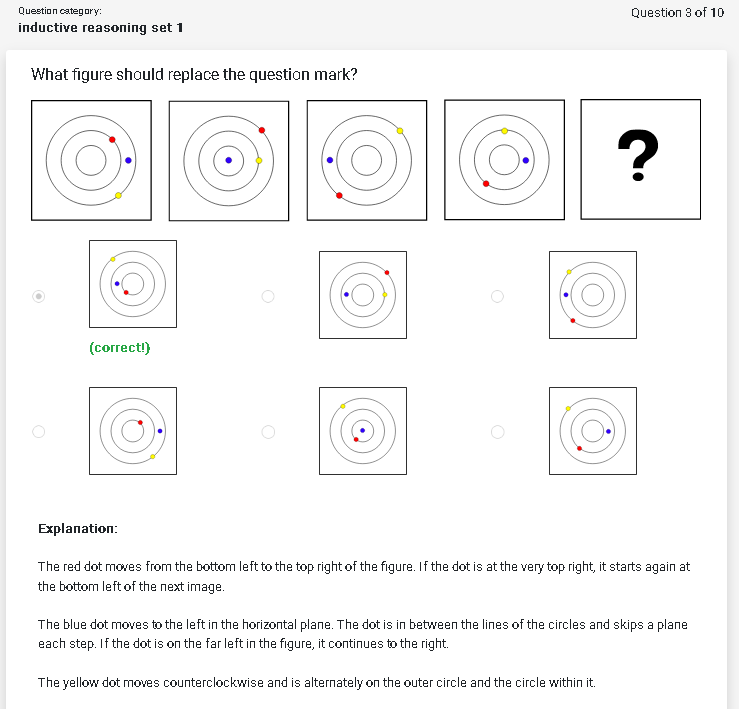 Question category:
inductive reasoning set 1
Question 3 of 10
What figure should replace the question mark?
?
(correct!)
Explanation:
The red dot moves from the bottom left to the top right of the figure. If the dot is at the very top right, it starts again at
the bottom left of the next image.
The blue dot moves to the left in the horizontal plane. The dot is in between the lines of the circles and skips a plane
each step. If the dot is on the far left in the figure, it continues to the right.
The yellow dot moves counterclockwise and is alternately on the outer circle and the circle within it.